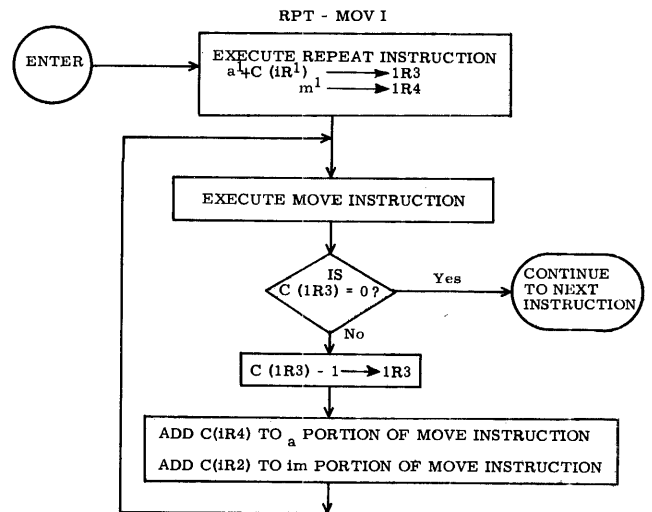 RPT - MOV I
ENTER
EXECUTE REPEAT INSTRUCTION
a¹+C (iR¹) → 1R3
m¹ → 1R4
EXECUTE MOVE INSTRUCTION
IS
C (1R3) = 0?
Yes
CONTINUE
TO NEXT
INSTRUCTION
No
C (1R3) - 1 → 1R3
ADD C(iR4) TO a PORTION OF MOVE INSTRUCTION
ADD C(iR2) TO im PORTION OF MOVE INSTRUCTION